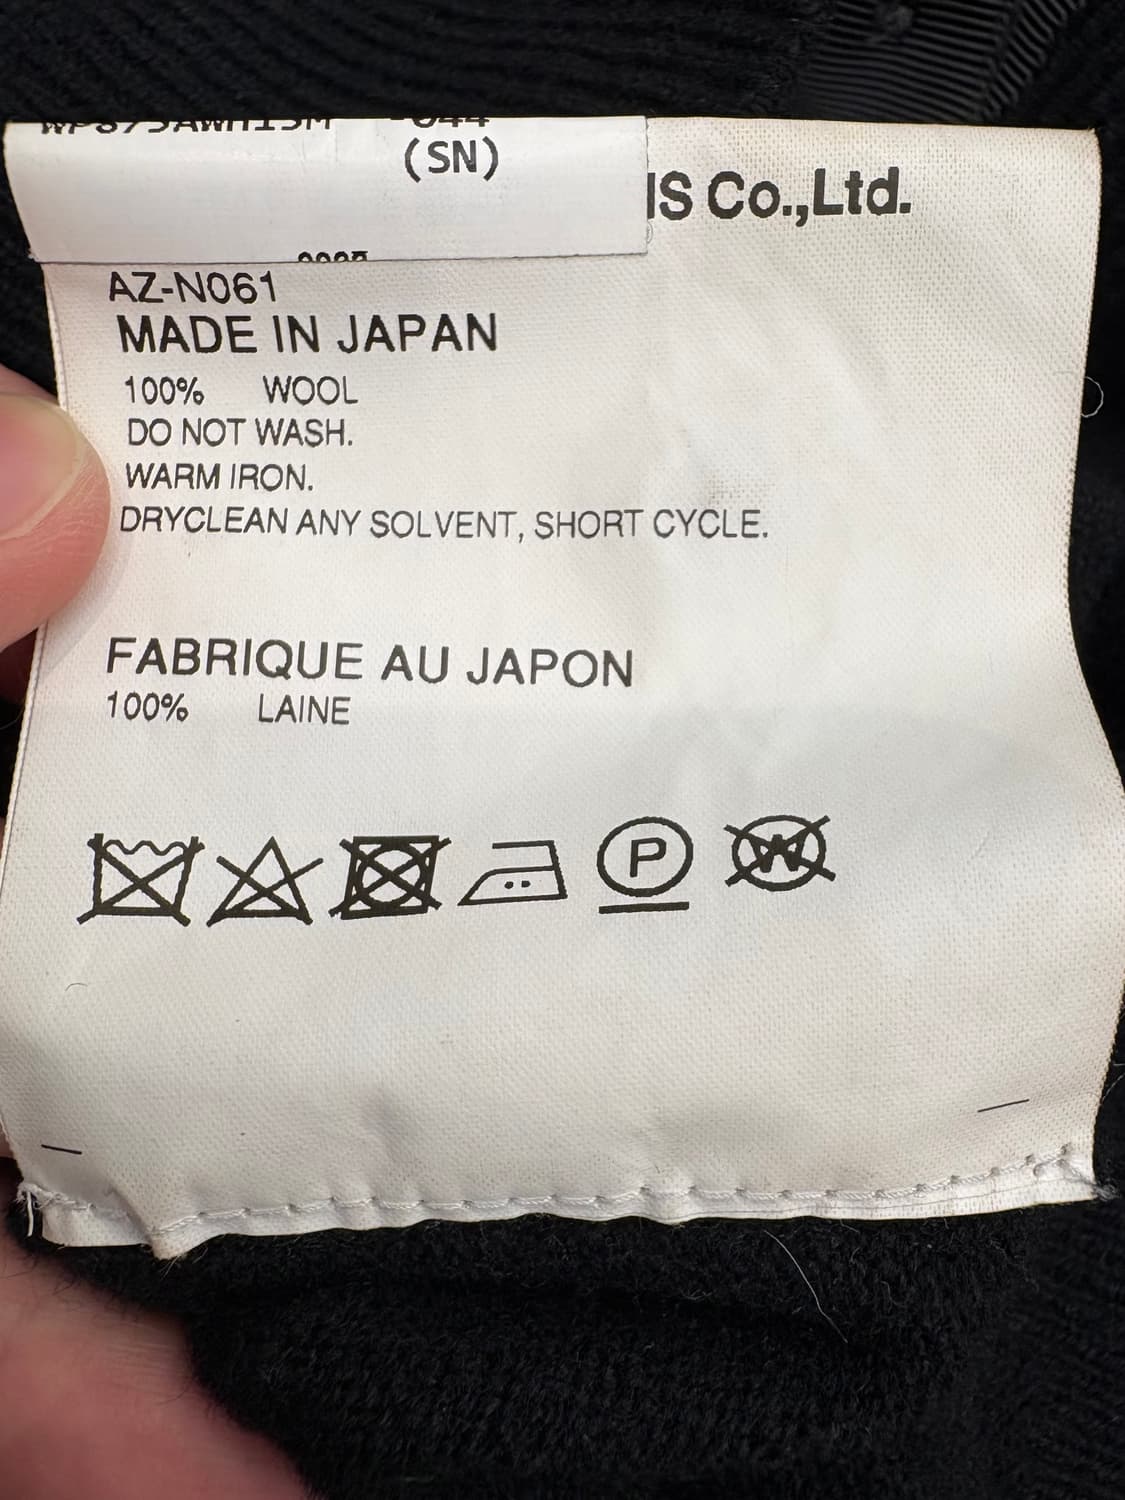 (SN)
Co.,Ltd.
AZ-N061
MADE IN JAPAN
100% WOOL
DO NOT WASH.
WARM IRON.
DRYCLEAN ANY SOLVENT, SHORT CYCLE.
FABRIQUE AU JAPON
100% LAINE
P
W